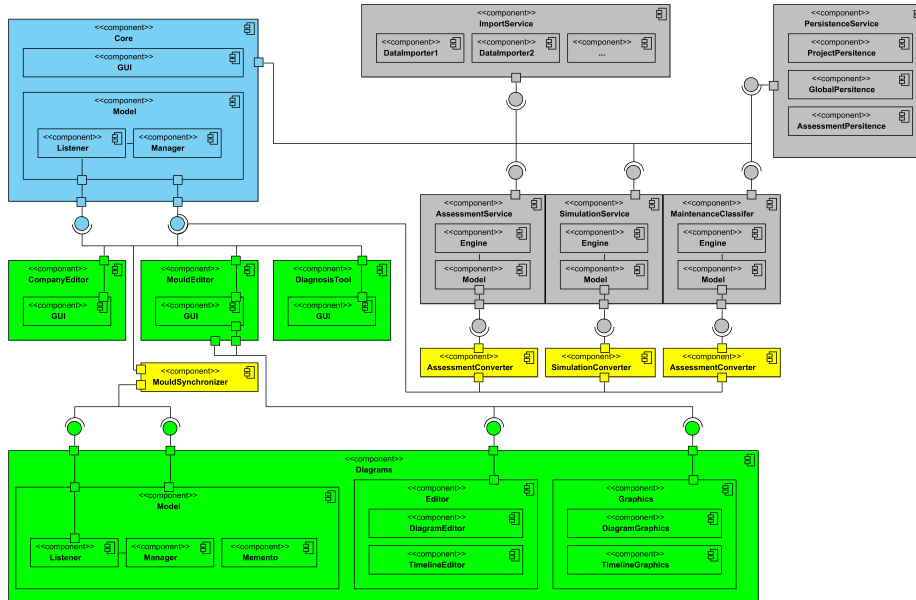 <<component>>
Core
<<component>>
GUI
<<component>>
Model
<<component>>
Listener
<<component>>
Manager
<<component>>
ImportService
<<component>>
DataImporter1
<<component>>
DataImporter2
<<component>>
...
<<component>>
PersistenceService
<<component>>
ProjectPersitence
<<component>>
GlobalPersitence
<<component>>
AssessmentPersitence
<<component>>
AssessmentService
<<component>>
Engine
<<component>>
Model
<<component>>
SimulationService
<<component>>
Engine
<<component>>
Model
<<component>>
MaintenanceClassifer
<<component>>
Engine
<<component>>
Model
<<component>>
CompanyEditor
<<component>>
GUI
<<component>>
MouldEditor
<<component>>
GUI
<<component>>
DiagnosisTool
<<component>>
GUI
<<component>>
AssessmentConverter
<<component>>
SimulationConverter
<<component>>
AssessmentConverter
<<component>>
MouldSynchronizer
<<component>>
Diagrams
<<component>>
Model
<<component>>
Listener
<<component>>
Manager
<<component>>
Memento
<<component>>
Editor
<<component>>
DiagramEditor
<<component>>
TimelineEditor
<<component>>
Graphics
<<component>>
DiagramGraphics
<<component>>
TimelineGraphics